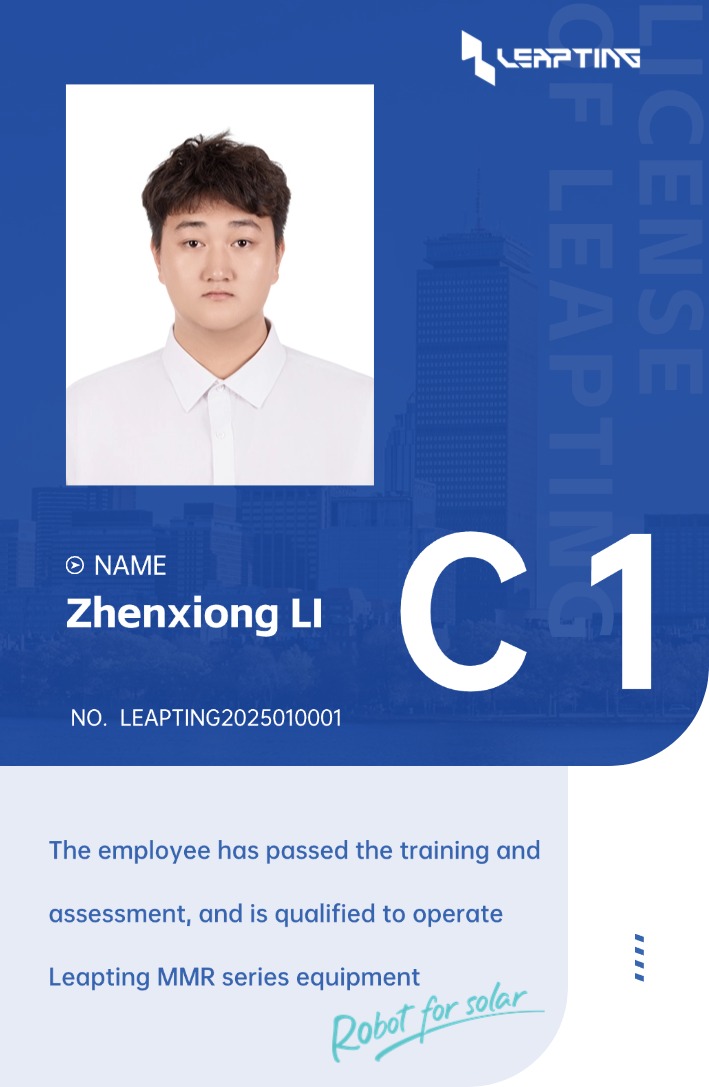 LEAPTING
LICENSE
OF LEAPTING
NAME
Zhenxiong LI
C1
NO. LEAPTING2025010001
The employee has passed the training and
assessment, and is qualified to operate
Leapting MMR series equipment
Robot for solar